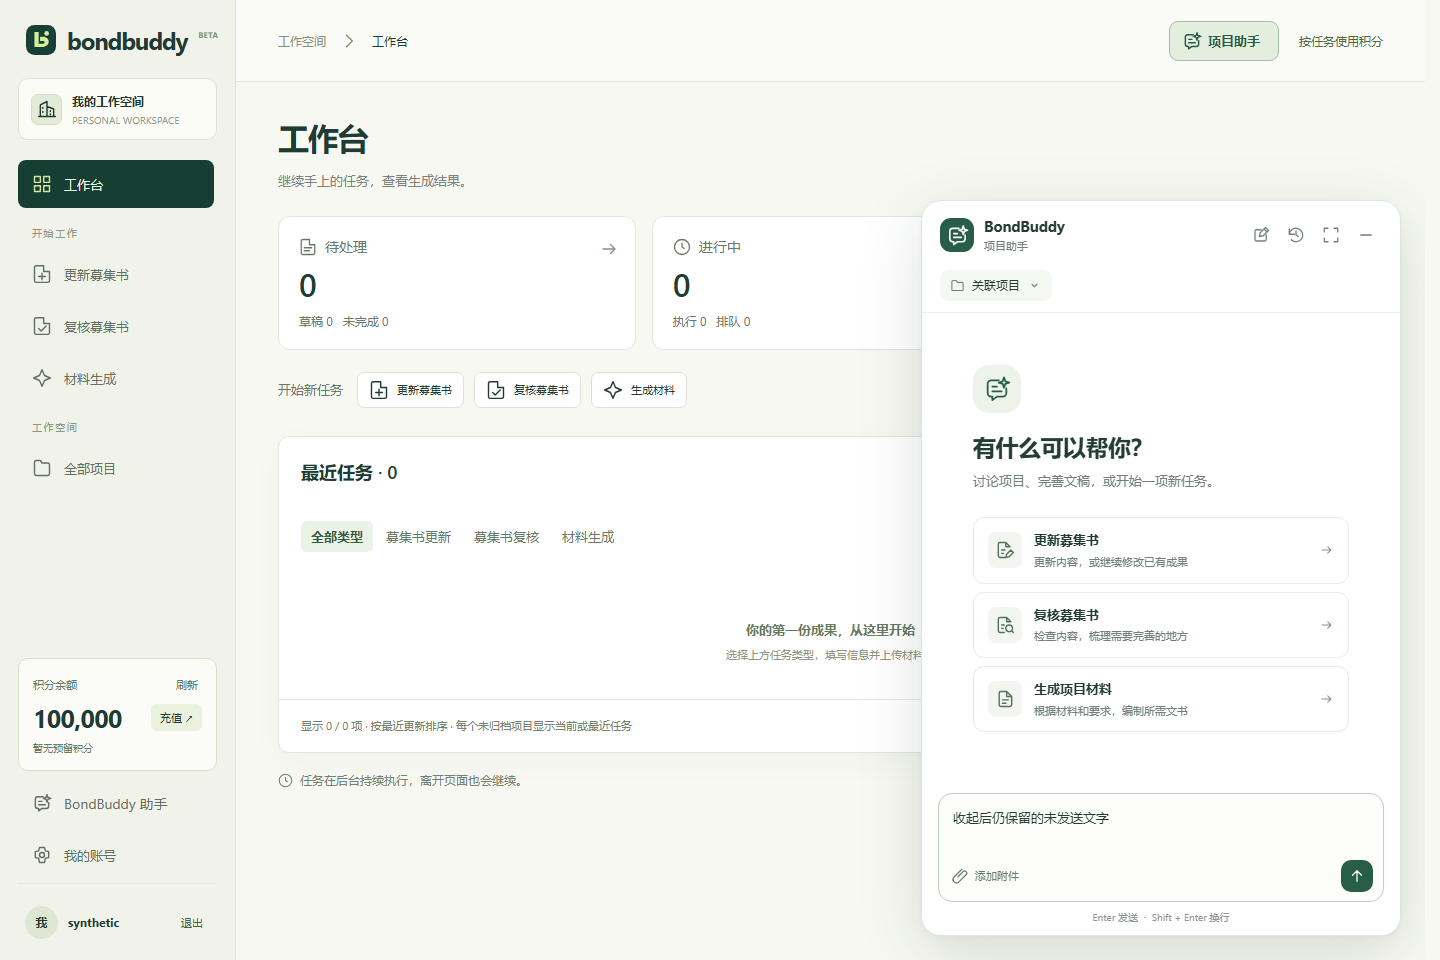 bondbuddy BETA
我的工作空间
PERSONAL WORKSPACE
工作台
开始工作
更新募集书
复核募集书
材料生成
工作空间
全部项目
积分余额 刷新
100,000 充值 ↗
暂无预留积分
BondBuddy 助手
我的账号
我 synthetic 退出
工作空间 > 工作台
项目助手 按任务使用积分
工作台
继续手上的任务，查看生成结果。
待处理 →
0
草稿 0 未完成 0
进行中
0
执行 0 排队 0
开始新任务 更新募集书 复核募集书 生成材料
最近任务 · 0
全部类型 募集书更新 募集书复核 材料生成
你的第一份成果，从这里开始
选择上方任务类型，填写信息并上传材料
显示 0 / 0 项 · 按最近更新排序 · 每个未归档项目显示当前或最近任务
任务在后台持续执行，离开页面也会继续。
BondBuddy
项目助手
关联项目
有什么可以帮你？
讨论项目、完善文稿，或开始一项新任务。
更新募集书
更新内容，或继续修改已有成果
复核募集书
检查内容，梳理需要完善的地方
生成项目材料
根据材料和要求，编制所需文书
收起后仍保留的未发送文字
添加附件
Enter 发送 · Shift + Enter 换行